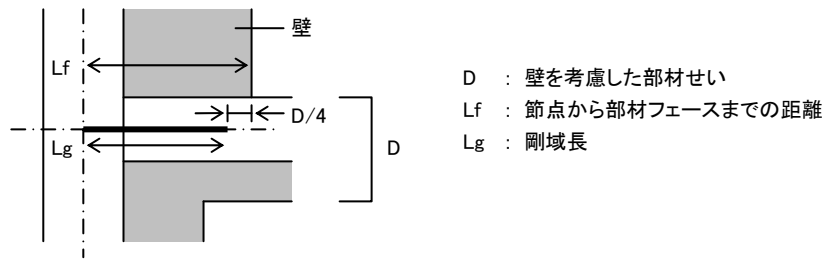 壁
Lf
D/4
Lg
D
D : 壁を考慮した部材せい
Lf : 節点から部材フェースまでの距離
Lg : 剛域長